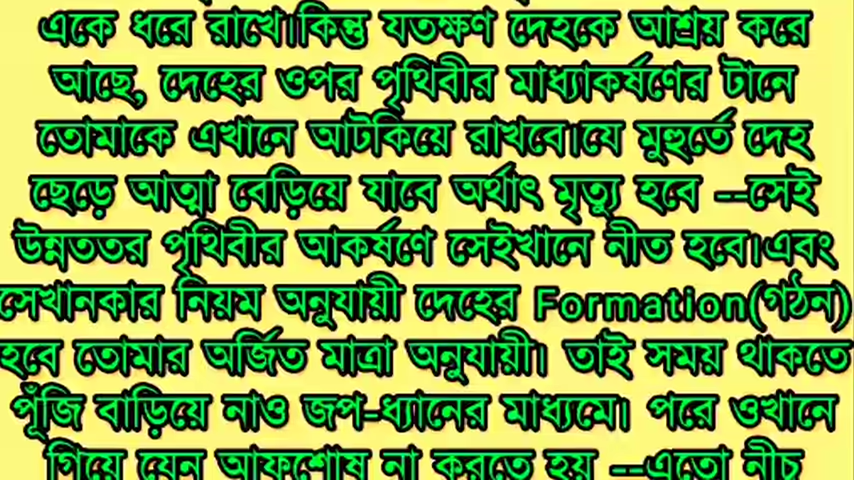 একে ধরে রাখে।কিন্তু যতক্ষণ দেহকে আশ্রয় করে
আছে, দেহের ওপর পৃথিবীর মাধ্যাকর্ষণের টানে
তোমাকে এখানে আটকিয়ে রাখবে।যে মুহুর্তে দেহ
ছেড়ে আত্মা বেড়িয়ে যাবে অর্থাৎ মৃত্যু হবে --সেই
উন্নততর পৃথিবীর আকর্ষণে সেইখানে নীত হবে।এবং
সেখানকার নিয়ম অনুযায়ী দেহের Formation(গঠন)
হবে তোমার অর্জিত মাত্রা অনুযায়ী। তাই সময় থাকতে
পূঁজি বাড়িয়ে নাও জপ-ধ্যানের মাধ্যমে। পরে ওখানে
গিয়ে যেন আফশোষ না করতে হয় --এতো নীচ